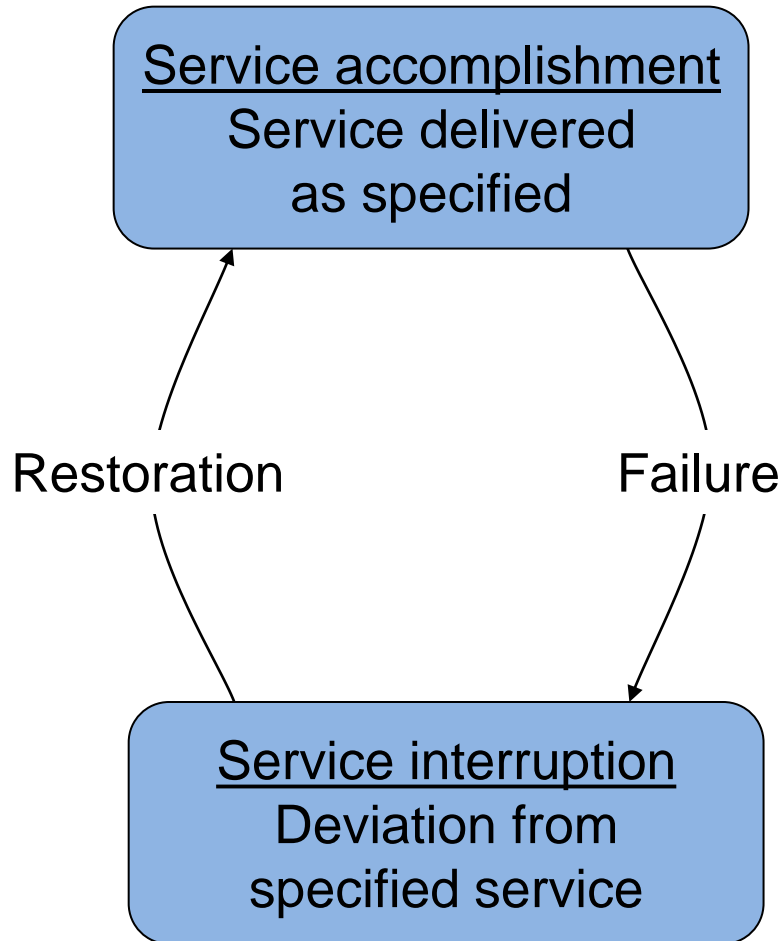 Service accomplishment
Service delivered
as specified
Restoration
Failure
Service interruption
Deviation from
specified service